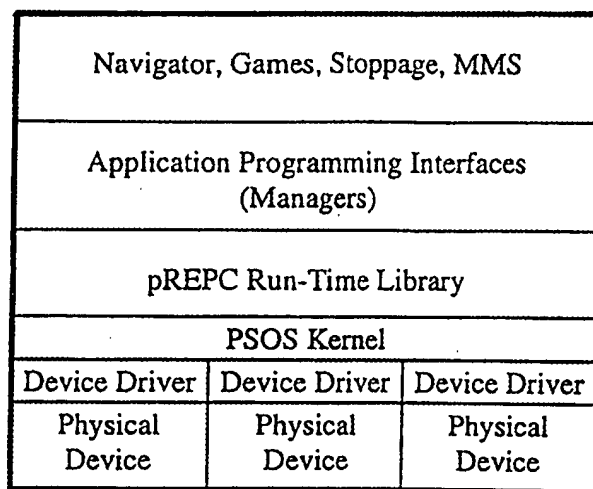 Navigator, Games, Stoppage, MMS
Application Programming Interfaces
(Managers)
pREPC Run-Time Library
PSOS Kernel
Device Driver Device Driver Device Driver
Physical Physical Physical
Device Device Device